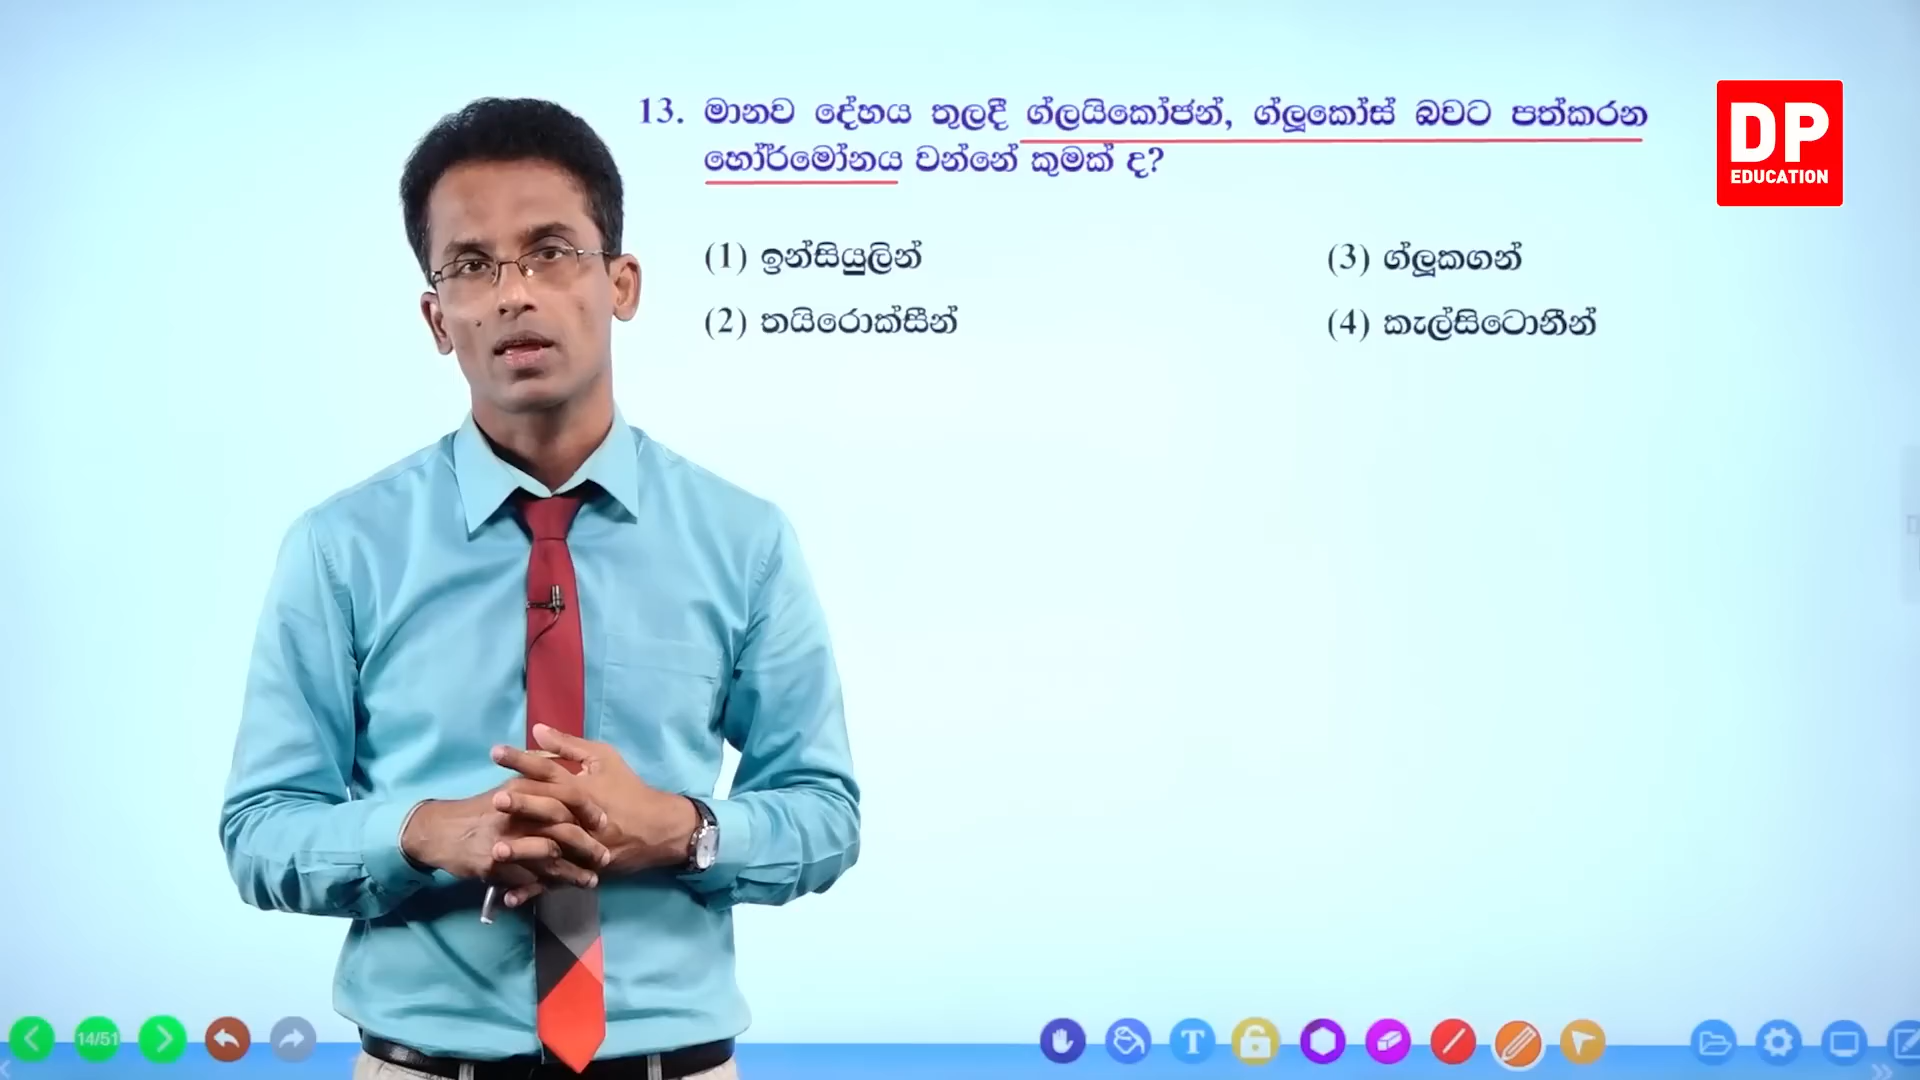 13. මානව දේහය තුලදී ග්ලයිකෝජන්, ග්ලූකෝස් බවට පත්කරන
හෝර්මෝනය වන්නේ කුමක් ද?
(1) ඉන්සියුලින්
(3) ග්ලූකගන්
(2) තයිරොක්සීන්
(4) කැල්සිටොනීන්
DP
EDUCATION
14/51
T